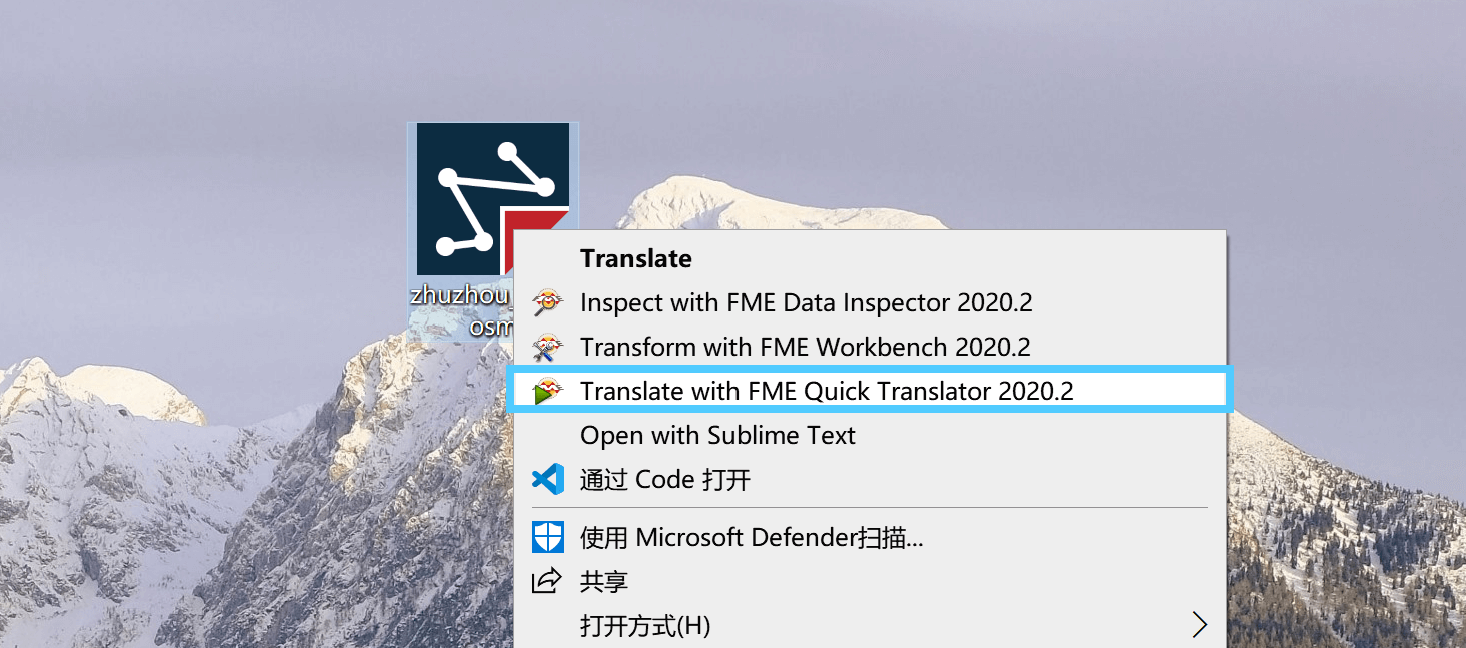 zhuzhou
osm
Translate
Inspect with FME Data Inspector 2020.2
Transform with FME Workbench 2020.2
Translate with FME Quick Translator 2020.2
Open with Sublime Text
通过 Code 打开
使用 Microsoft Defender扫描...
共享
打开方式(H)